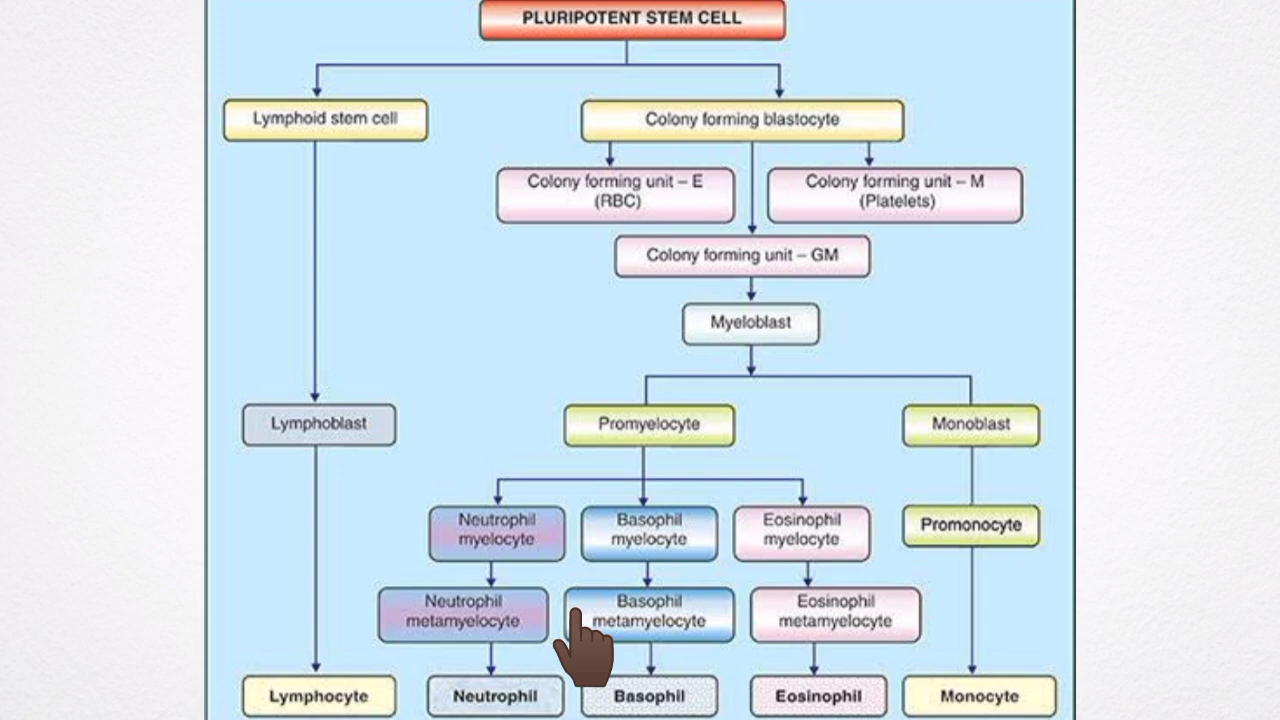 PLURIPOTENT STEM CELL
Lymphoid stem cell
Colony forming blastocyte
Colony forming unit – E
(RBC)
Colony forming unit – M
(Platelets)
Colony forming unit – GM
Myeloblast
Lymphoblast
Promyelocyte
Monoblast
Neutrophil
myelocyte
Basophil
myelocyte
Eosinophil
myelocyte
Promonocyte
Neutrophil
metamyelocyte
Basophil
metamyelocyte
Eosinophil
metamyelocyte
Lymphocyte
Neutrophil
Basophil
Eosinophil
Monocyte